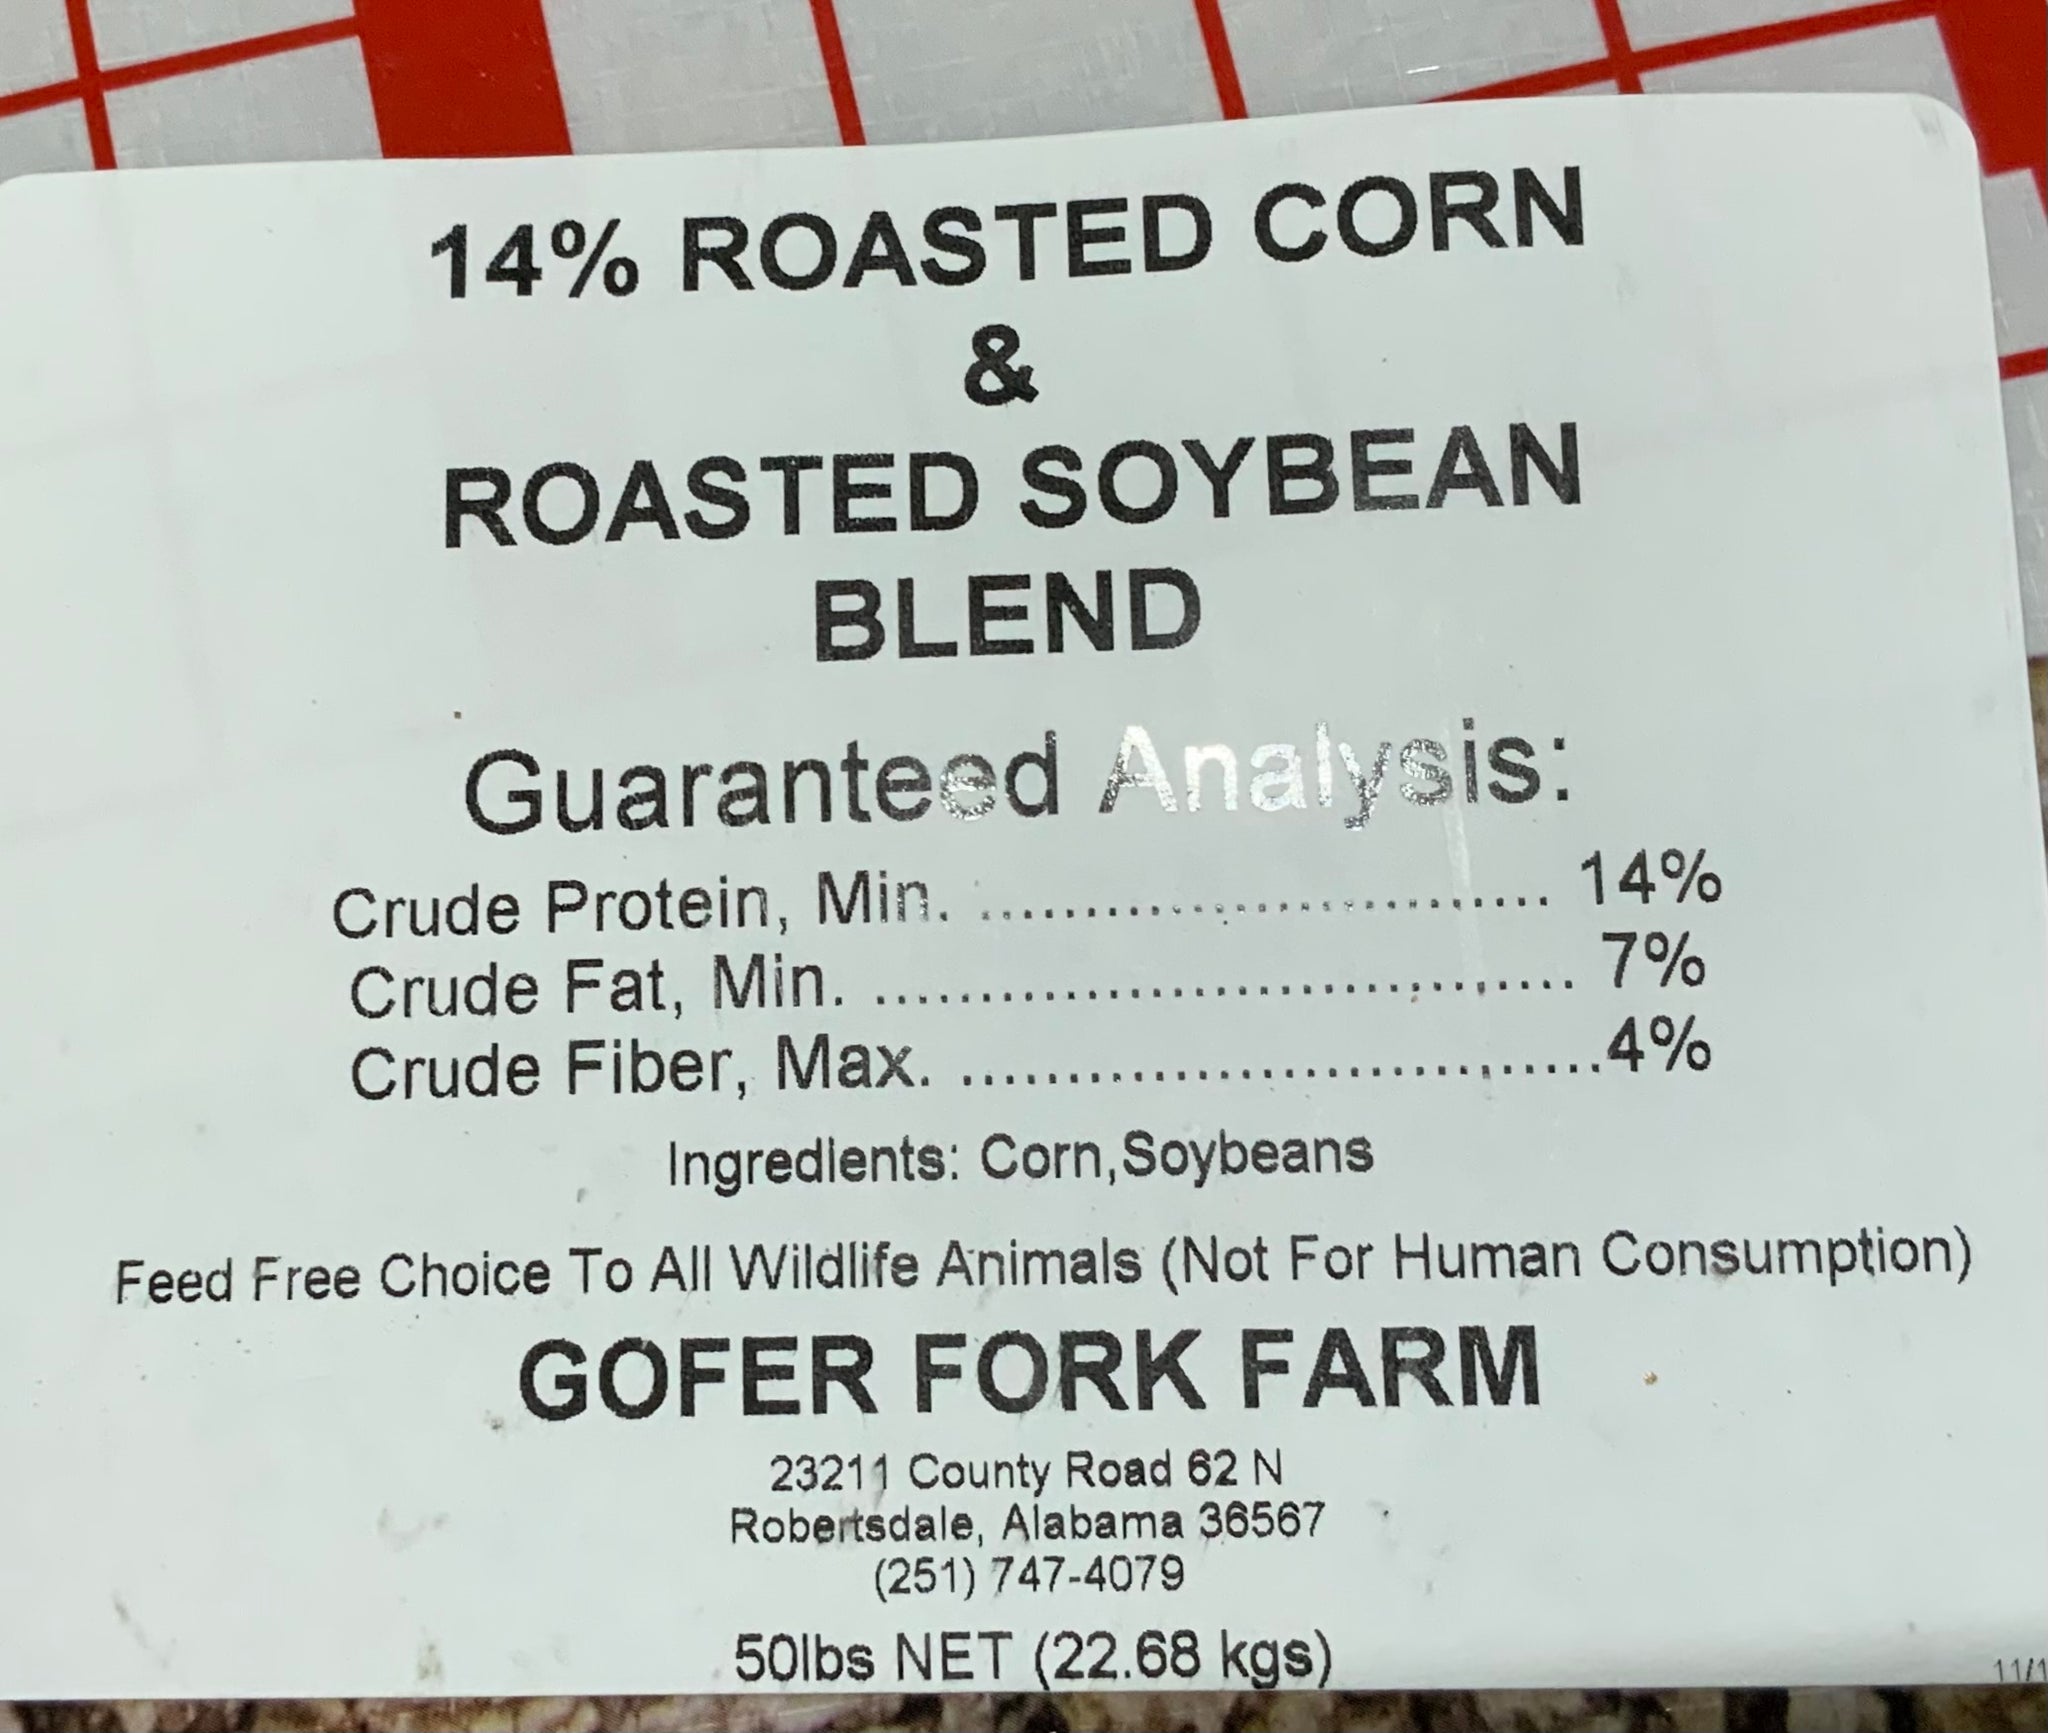 14% ROASTED CORN
&
ROASTED SOYBEAN
BLEND
Guaranteed Analysis:
Crude Protein, Min. ................................ 14%
Crude Fat, Min. ........................................ 7%
Crude Fiber, Max. ....................................4%
Ingredients: Corn,Soybeans
Feed Free Choice To All Wildlife Animals (Not For Human Consumption)
GOFER FORK FARM
23211 County Road 62 N
Robertsdale, Alabama 36567
(251) 747-4079
50lbs NET (22.68 kgs)